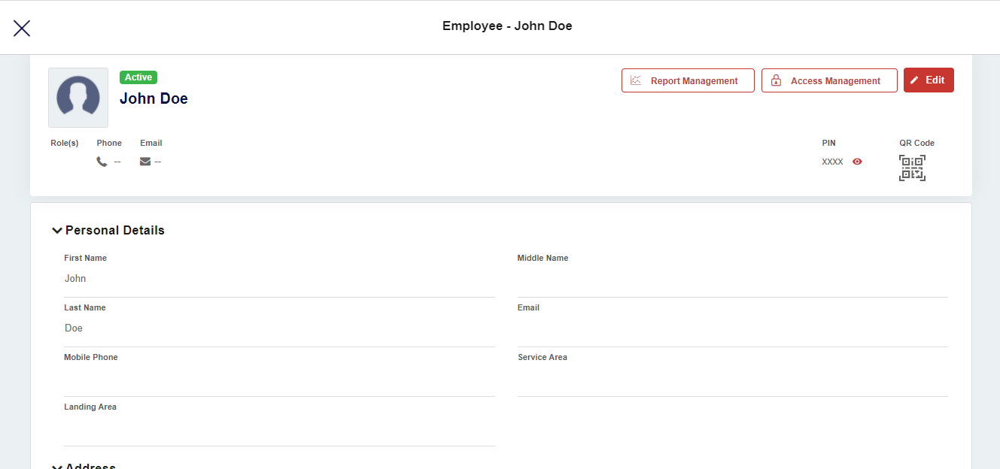 Employee - John Doe
Active
John Doe
Report Management
Access Management
Edit
Role(s) Phone Email PIN QR Code
-- -- XXXX
Personal Details
First Name Middle Name
John
Last Name Email
Doe
Mobile Phone Service Area
Landing Area
Address